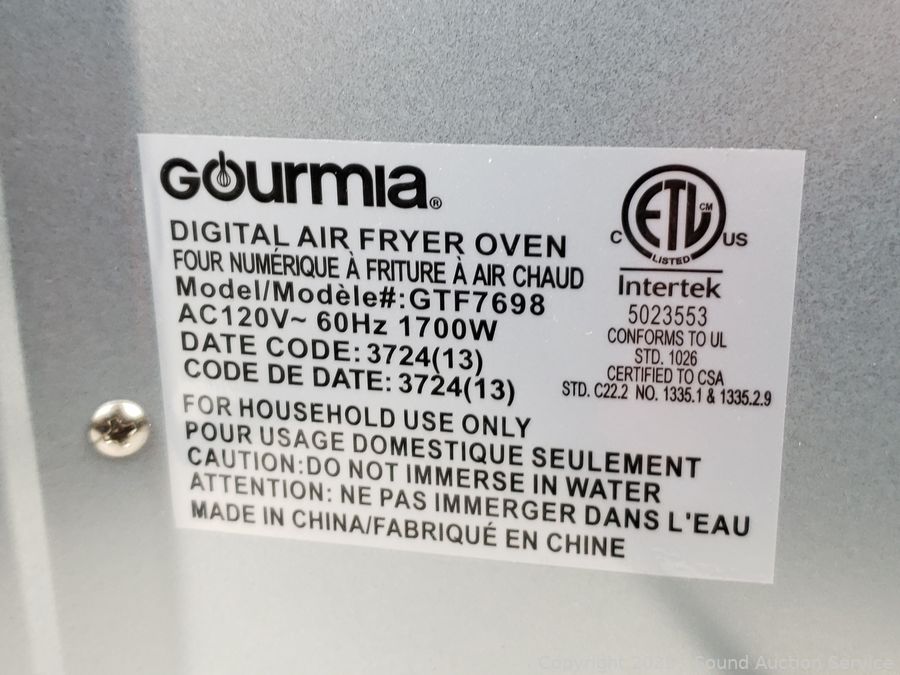 Gourmia®
DIGITAL AIR FRYER OVEN
FOUR NUMÉRIQUE À FRITURE À AIR CHAUD
Model/Modèle#:GTF7698
AC120V~ 60Hz 1700W
DATE CODE: 3724(13)
CODE DE DATE: 3724(13)
FOR HOUSEHOLD USE ONLY
POUR USAGE DOMESTIQUE SEULEMENT
CAUTION:DO NOT IMMERSE IN WATER
ATTENTION: NE PAS IMMERGER DANS L'EAU
MADE IN CHINA/FABRIQUÉ EN CHINE
ETL CM
C US
LISTED
Intertek
5023553
CONFORMS TO UL
STD. 1026
CERTIFIED TO CSA
STD. C22.2 NO. 1335.1 & 1335.2.9
Copyright Sound Auction Service